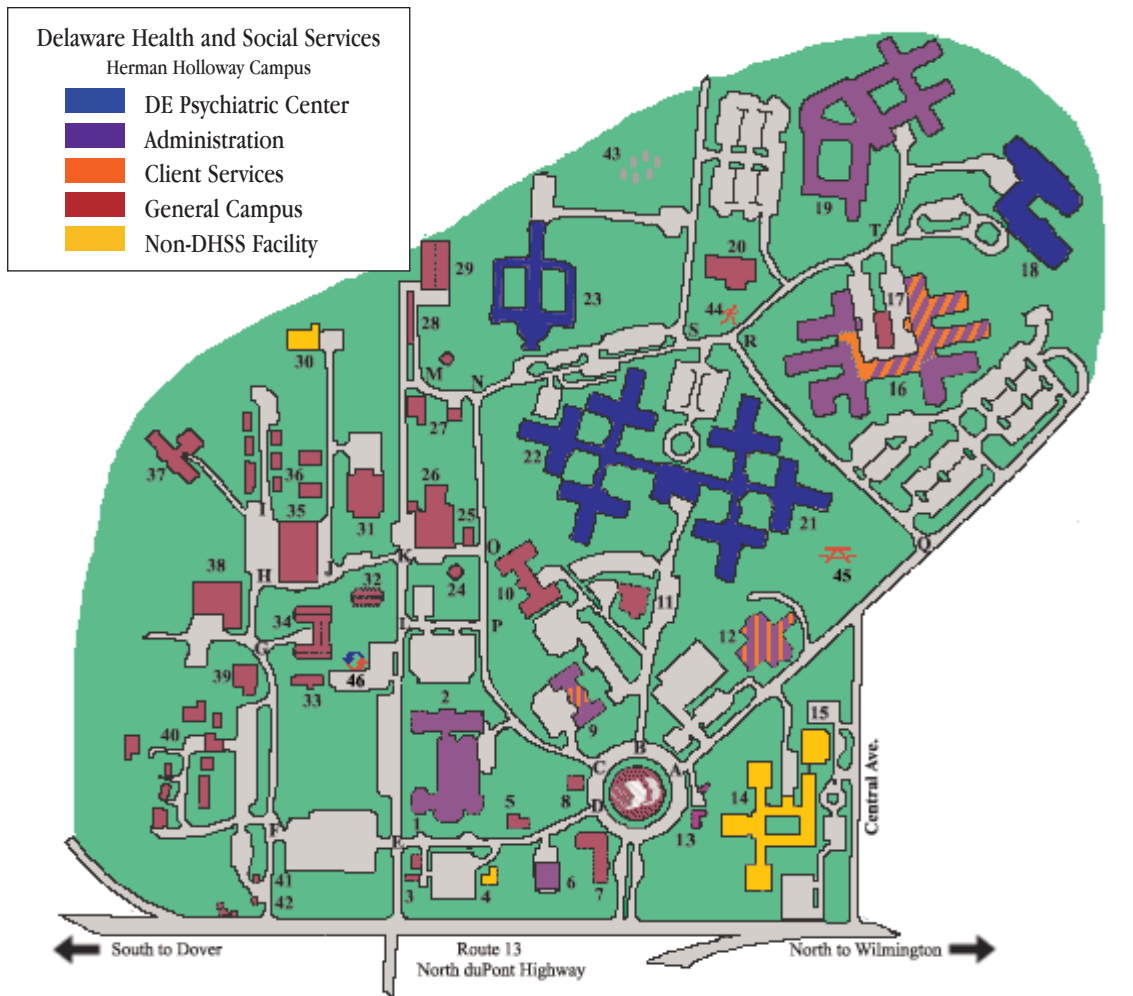 Delaware Health and Social Services
Herman Holloway Campus
DE Psychiatric Center
Administration
Client Services
General Campus
Non-DHSS Facility
43
19
20
T
18
29
23
17
44
28
S
R
30
M
N
16
27
22
37
36
26
I
35
31
25
21
O
Q
K
45
H
J
38
32
24
10
11
34
L
P
12
G
46
39
33
2
15
40
9
B
C
A
8
D
14
Central Ave.
5
1
13
F
E
41
3
4
6
7
42
South to Dover
Route 13
North duPont Highway
North to Wilmington